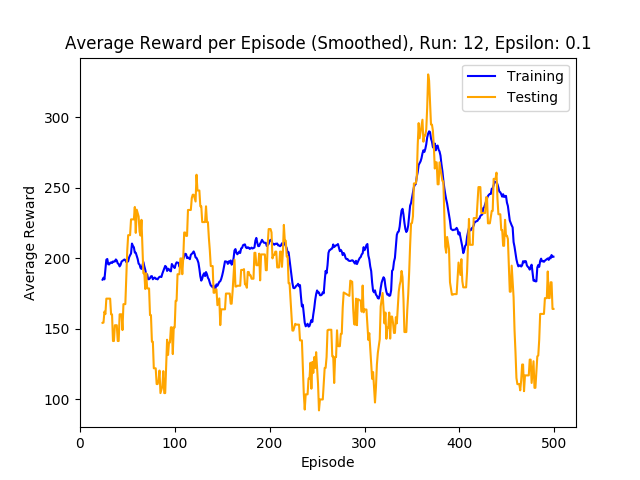 Average Reward per Episode (Smoothed), Run: 12, Epsilon: 0.1
Training
Testing
Average Reward
300
250
200
150
100
0 100 200 300 400 500
Episode